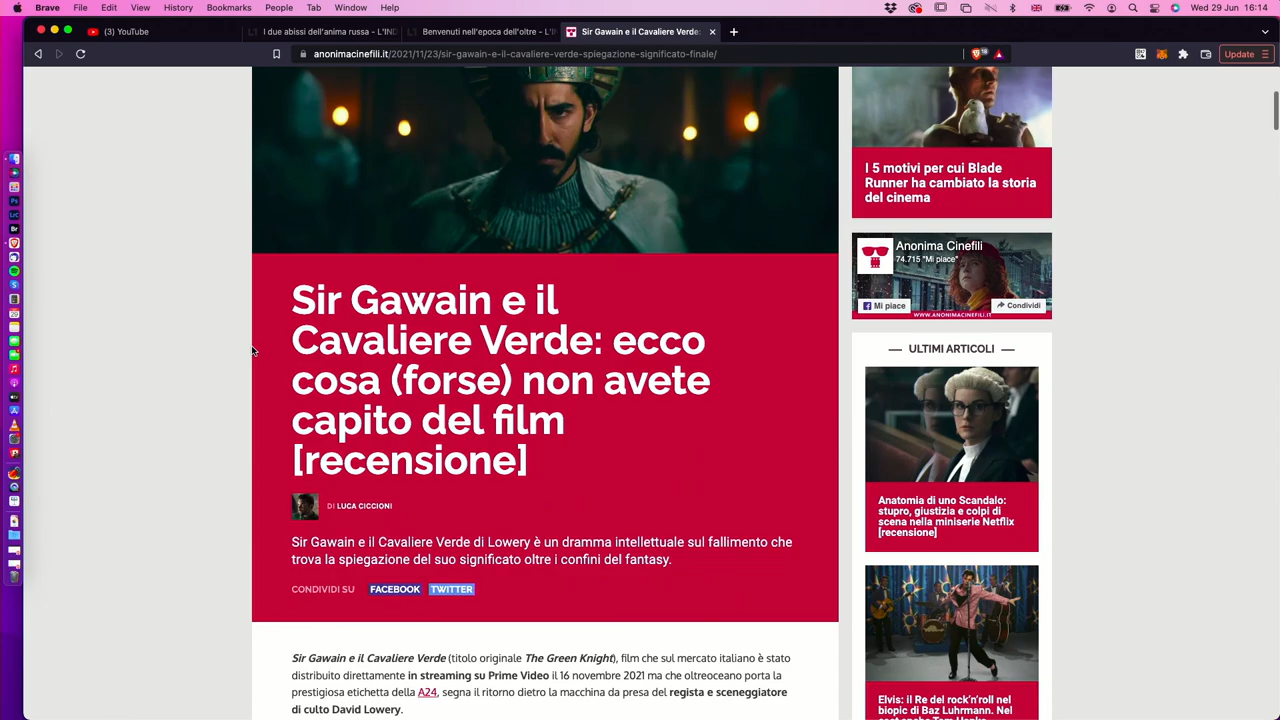 Brave File Edit View History Bookmarks People Tab Window Help
Wed 29 Jun 16:14
(3) YouTube
I due abissi dell'anima russa - L'IND
Benvenuti nell'epoca dell'oltre - L'I
Sir Gawain e il Cavaliere Verde:
anonimacinefili.it/2021/11/23/sir-gawain-e-il-cavaliere-verde-spiegazione-significato-finale/
18
Update
Sir Gawain e il
Cavaliere Verde: ecco
cosa (forse) non avete
capito del film
[recensione]
DI LUCA CICCIONI
Sir Gawain e il Cavaliere Verde di Lowery è un dramma intellettuale sul fallimento che
trova la spiegazione del suo significato oltre i confini del fantasy.
CONDIVIDI SU FACEBOOK TWITTER
Sir Gawain e il Cavaliere Verde (titolo originale The Green Knight), film che sul mercato italiano è stato
distribuito direttamente in streaming su Prime Video il 16 novembre 2021 ma che oltreoceano porta la
prestigiosa etichetta della A24, segna il ritorno dietro la macchina da presa del regista e sceneggiatore
di culto David Lowery.
I 5 motivi per cui Blade
Runner ha cambiato la storia
del cinema
Anonima Cinefili
74.715 "Mi piace"
Mi piace
Condividi
WWW.ANONIMACINEFILI.IT
ULTIMI ARTICOLI
Anatomia di uno Scandalo:
stupro, giustizia e colpi di
scena nella miniserie Netflix
[recensione]
Elvis: il Re del rock'n'roll nel
biopic di Baz Luhrmann. Nel